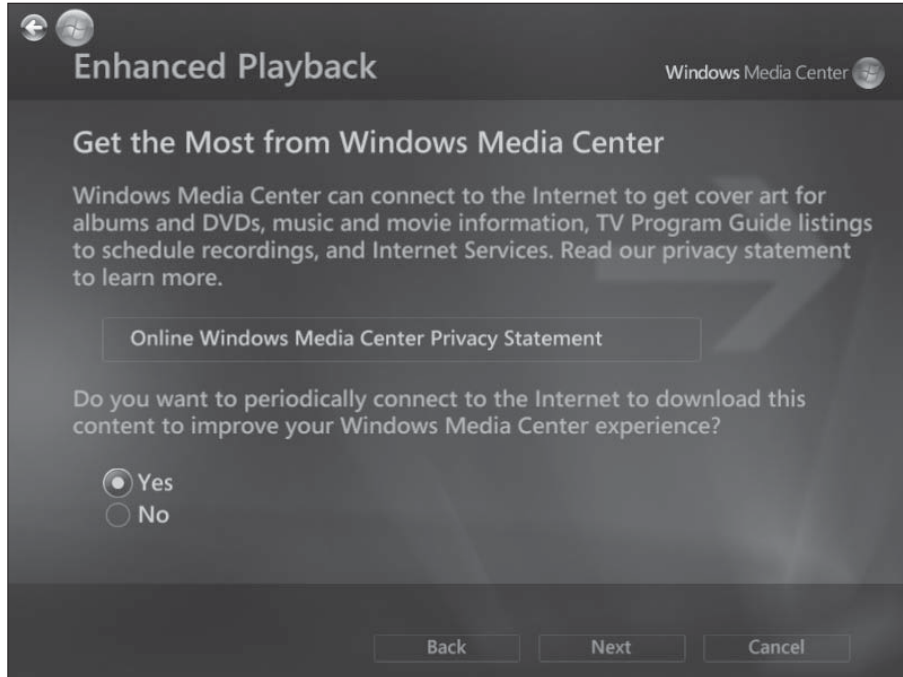 Enhanced Playback
Windows Media Center
Get the Most from Windows Media Center
Windows Media Center can connect to the Internet to get cover art for
albums and DVDs, music and movie information, TV Program Guide listings
to schedule recordings, and Internet Services. Read our privacy statement
to learn more.
Online Windows Media Center Privacy Statement
Do you want to periodically connect to the Internet to download this
content to improve your Windows Media Center experience?
Yes
No
Back Next Cancel